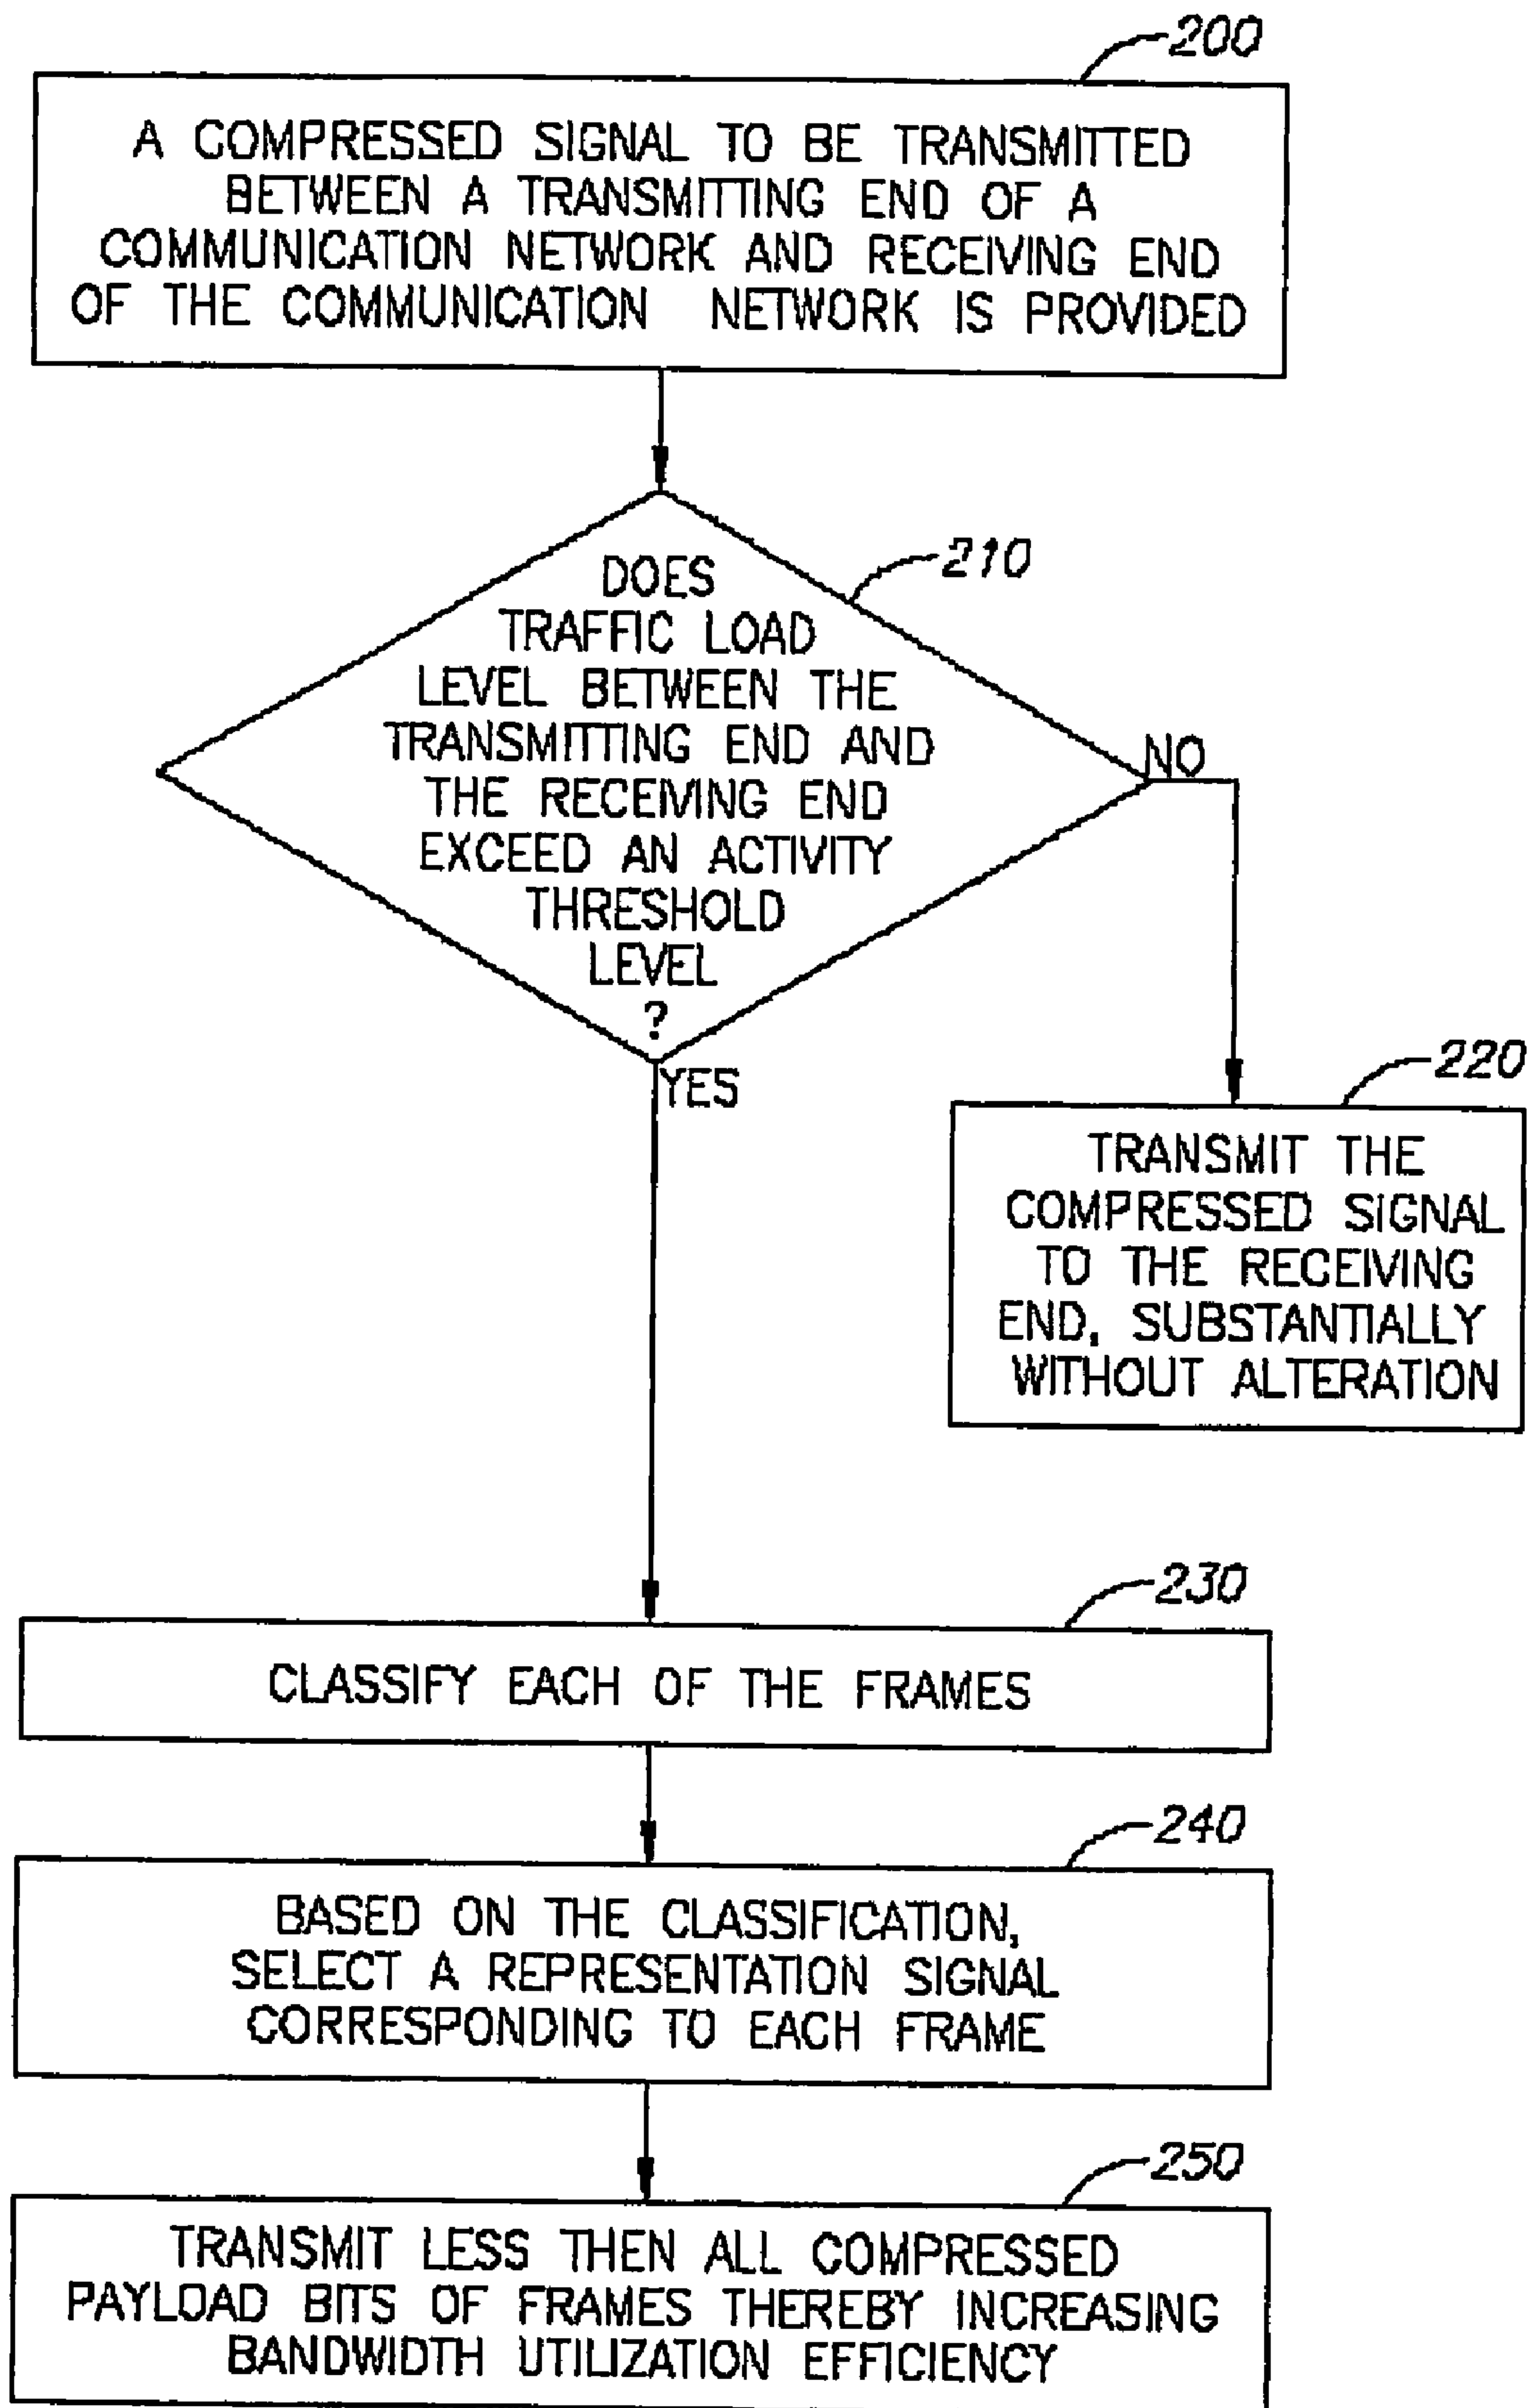 200
A COMPRESSED SIGNAL TO BE TRANSMITTED
BETWEEN A TRANSMITTING END OF A
COMMUNICATION NETWORK AND RECEIVING END
OF THE COMMUNICATION NETWORK IS PROVIDED
210
DOES
TRAFFIC LOAD
LEVEL BETWEEN THE
TRANSMITTING END AND
THE RECEIVING END
EXCEED AN ACTIVITY
THRESHOLD
LEVEL
?
NO
YES
220
TRANSMIT THE
COMPRESSED SIGNAL
TO THE RECEIVING
END, SUBSTANTIALLY
WITHOUT ALTERATION
230
CLASSIFY EACH OF THE FRAMES
240
BASED ON THE CLASSIFICATION,
SELECT A REPRESENTATION SIGNAL
CORRESPONDING TO EACH FRAME
250
TRANSMIT LESS THEN ALL COMPRESSED
PAYLOAD BITS OF FRAMES THEREBY INCREASING
BANDWIDTH UTILIZATION EFFICIENCY